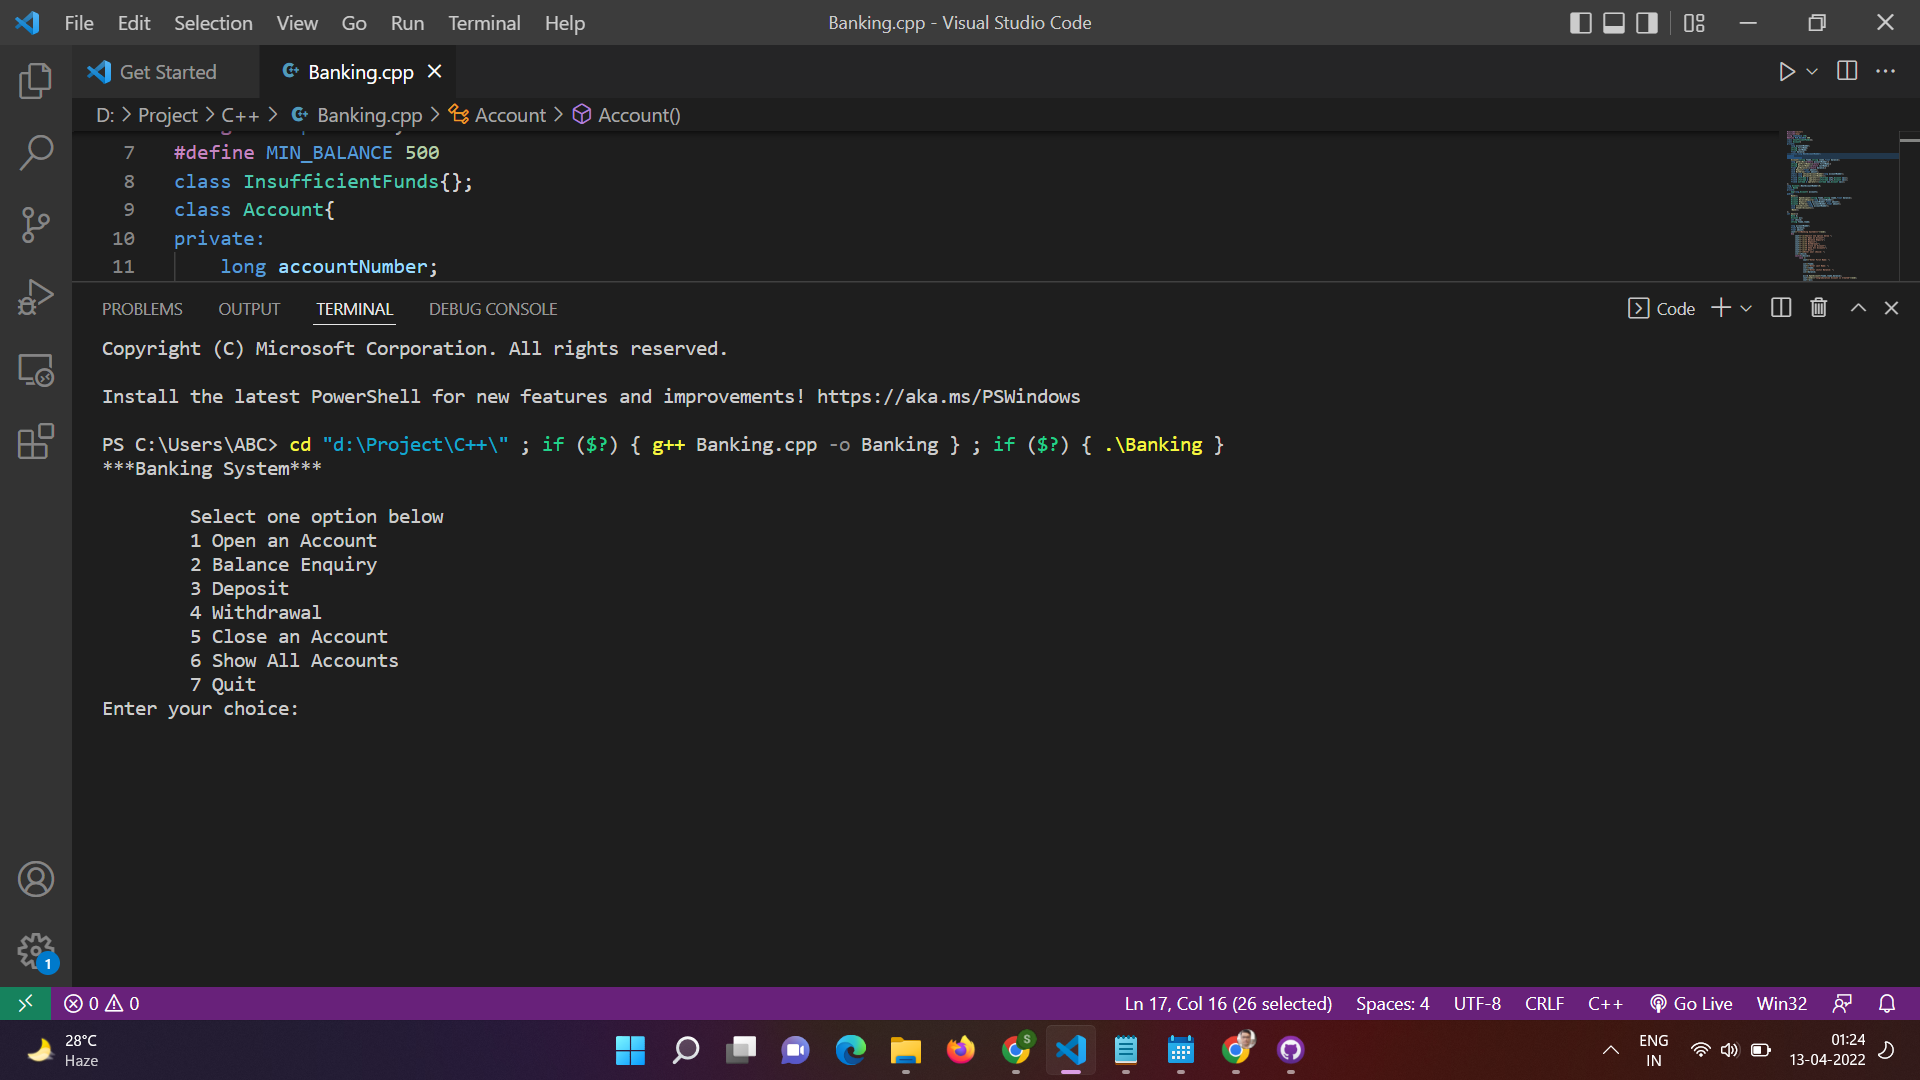 File Edit Selection View Go Run Terminal Help
Banking.cpp - Visual Studio Code
Get Started
Banking.cpp
D: > Project > C++ > Banking.cpp > Account > Account()
7 #define MIN_BALANCE 500
8 class InsufficientFunds{};
9 class Account{
10 private:
11 long accountNumber;
PROBLEMS OUTPUT TERMINAL DEBUG CONSOLE
Code
Copyright (C) Microsoft Corporation. All rights reserved.
Install the latest PowerShell for new features and improvements! https://aka.ms/PSWindows
PS C:\Users\ABC> cd "d:\Project\C++\" ; if ($?) { g++ Banking.cpp -o Banking } ; if ($?) { .\Banking }
***Banking System***
Select one option below
1 Open an Account
2 Balance Enquiry
3 Deposit
4 Withdrawal
5 Close an Account
6 Show All Accounts
7 Quit
Enter your choice:
1
0 0
Ln 17, Col 16 (26 selected) Spaces: 4 UTF-8 CRLF C++ Go Live Win32
28°C
Haze
S
ENG
IN
01:24
13-04-2022